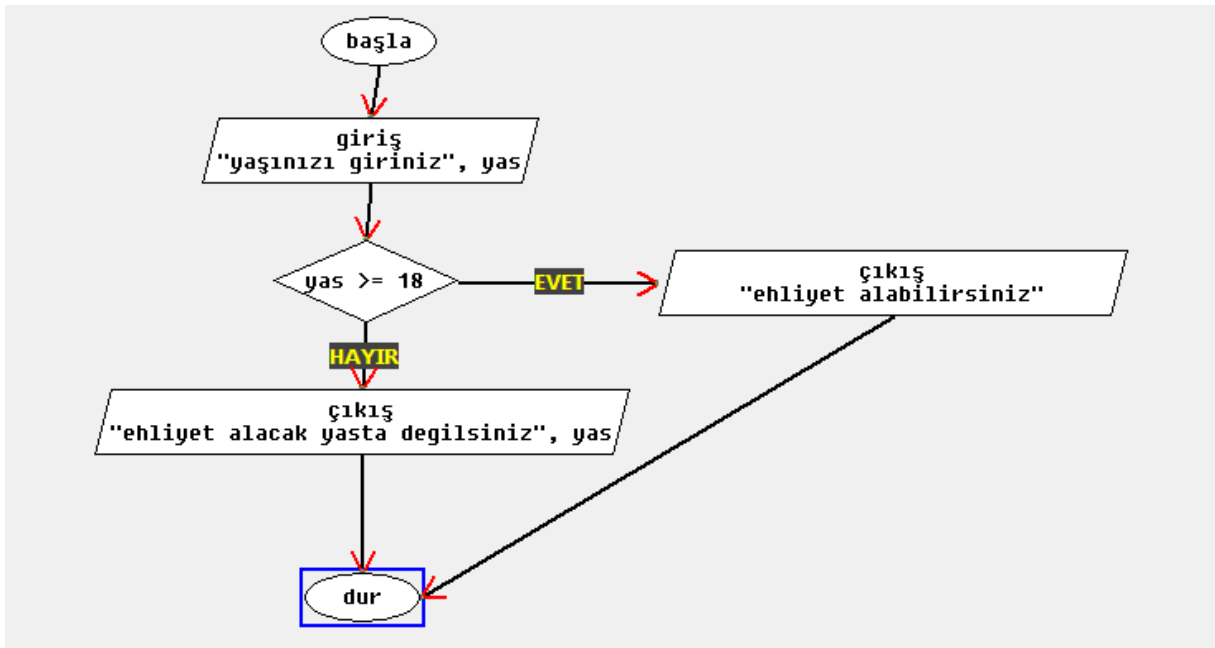 başla
giriş
"yaşınızı giriniz", yas
yas >= 18
EVET
çıkış
"ehliyet alabilirsiniz"
HAYIR
çıkış
"ehliyet alacak yasta degilsiniz", yas
dur